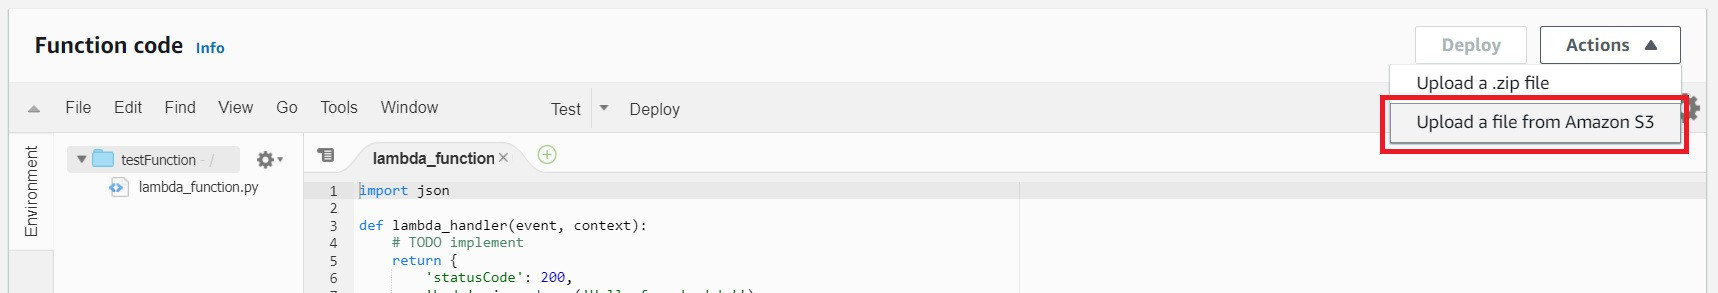 Function code Info
Deploy
Actions
Upload a .zip file
Upload a file from Amazon S3
File Edit Find View Go Tools Window Test Deploy
Environment
testFunction - /
lambda_function.py
lambda_function
1 import json
2
3 def lambda_handler(event, context):
4 # TODO implement
5 return {
6 'statusCode': 200,